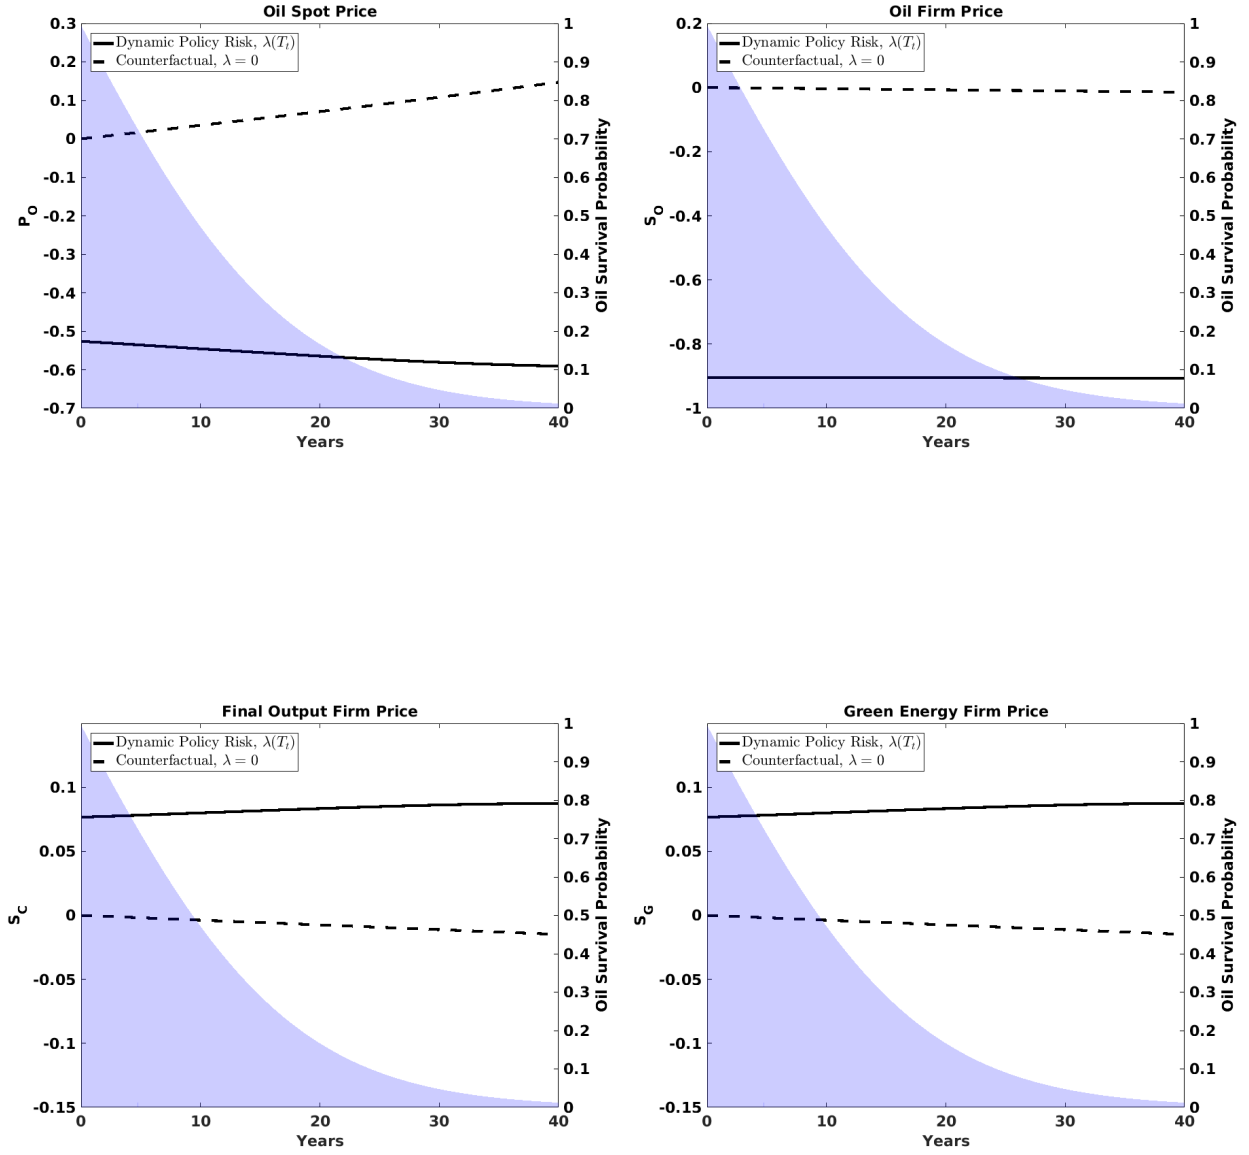 Oil Spot Price
0.3
0.2
0.1
0
-0.1
-0.2
-0.3
-0.4
-0.5
-0.6
-0.7
P_O
Dynamic Policy Risk, λ(T_t)
Counterfactual, λ = 0
1
0.9
0.8
0.7
0.6
0.5
0.4
0.3
0.2
0.1
0
Oil Survival Probability
0 10 20 30 40
Years
Oil Firm Price
0.2
0
-0.2
-0.4
-0.6
-0.8
-1
S_O
Dynamic Policy Risk, λ(T_t)
Counterfactual, λ = 0
1
0.9
0.8
0.7
0.6
0.5
0.4
0.3
0.2
0.1
0
Oil Survival Probability
0 10 20 30 40
Years
Final Output Firm Price
0.1
0.05
0
-0.05
-0.1
-0.15
S_C
Dynamic Policy Risk, λ(T_t)
Counterfactual, λ = 0
1
0.9
0.8
0.7
0.6
0.5
0.4
0.3
0.2
0.1
0
Oil Survival Probability
0 10 20 30 40
Years
Green Energy Firm Price
0.1
0.05
0
-0.05
-0.1
-0.15
S_G
Dynamic Policy Risk, λ(T_t)
Counterfactual, λ = 0
1
0.9
0.8
0.7
0.6
0.5
0.4
0.3
0.2
0.1
0
Oil Survival Probability
0 10 20 30 40
Years